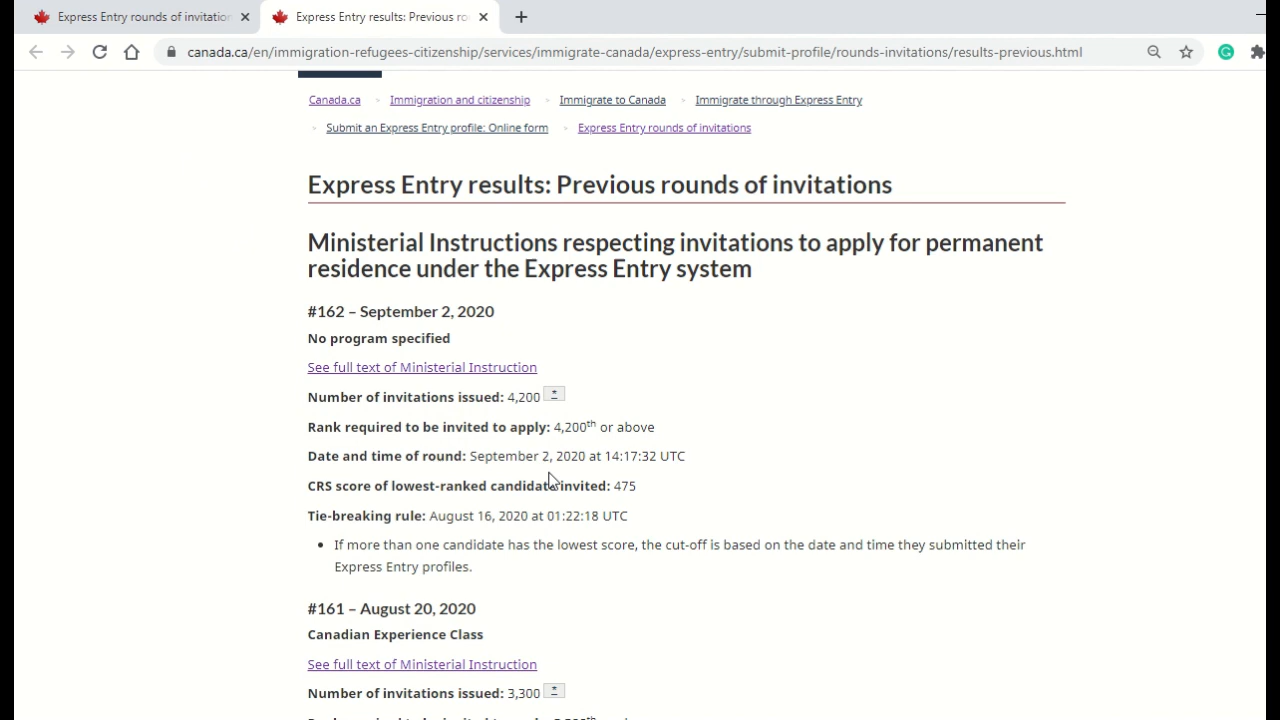 Express Entry rounds of invitatio
Express Entry results: Previous ro
canada.ca/en/immigration-refugees-citizenship/services/immigrate-canada/express-entry/submit-profile/rounds-invitations/results-previous.html
Canada.ca > Immigration and citizenship > Immigrate to Canada > Immigrate through Express Entry
> Submit an Express Entry profile: Online form > Express Entry rounds of invitations
Express Entry results: Previous rounds of invitations
Ministerial Instructions respecting invitations to apply for permanent
residence under the Express Entry system
#162 – September 2, 2020
No program specified
See full text of Ministerial Instruction
Number of invitations issued: 4,200 *
Rank required to be invited to apply: 4,200th or above
Date and time of round: September 2, 2020 at 14:17:32 UTC
CRS score of lowest-ranked candidate invited: 475
Tie-breaking rule: August 16, 2020 at 01:22:18 UTC
• If more than one candidate has the lowest score, the cut-off is based on the date and time they submitted their
Express Entry profiles.
#161 – August 20, 2020
Canadian Experience Class
See full text of Ministerial Instruction
Number of invitations issued: 3,300 *